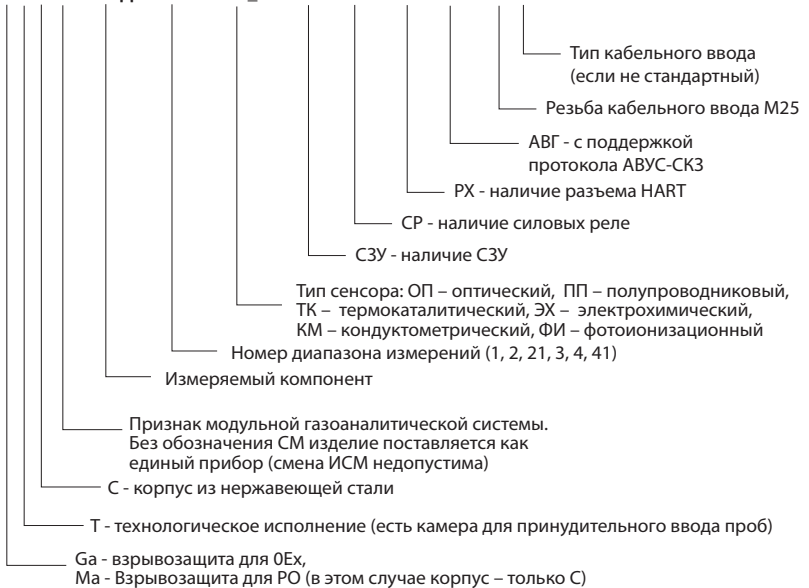 Тип кабельного ввода
(если не стандартный)
Резьба кабельного ввода М25
АВГ - с поддержкой
протокола АВУС-СКЗ
РХ - наличие разъема HART
СР - наличие силовых реле
СЗУ - наличие СЗУ
Тип сенсора: ОП – оптический, ПП – полупроводниковый,
ТК – термокаталитический, ЭХ – электрохимический,
КМ – кондуктометрический, ФИ – фотоионизационный
Номер диапазона измерений (1, 2, 21, 3, 4, 41)
Измеряемый компонент
Признак модульной газоаналитической системы.
Без обозначения СМ изделие поставляется как
единый прибор (смена ИСМ недопустима)
С - корпус из нержавеющей стали
Т - технологическое исполнение (есть камера для принудительного ввода проб)
Ga - взрывозащита для 0Ex,
Ma - Взрывозащита для РО (в этом случае корпус – только С)